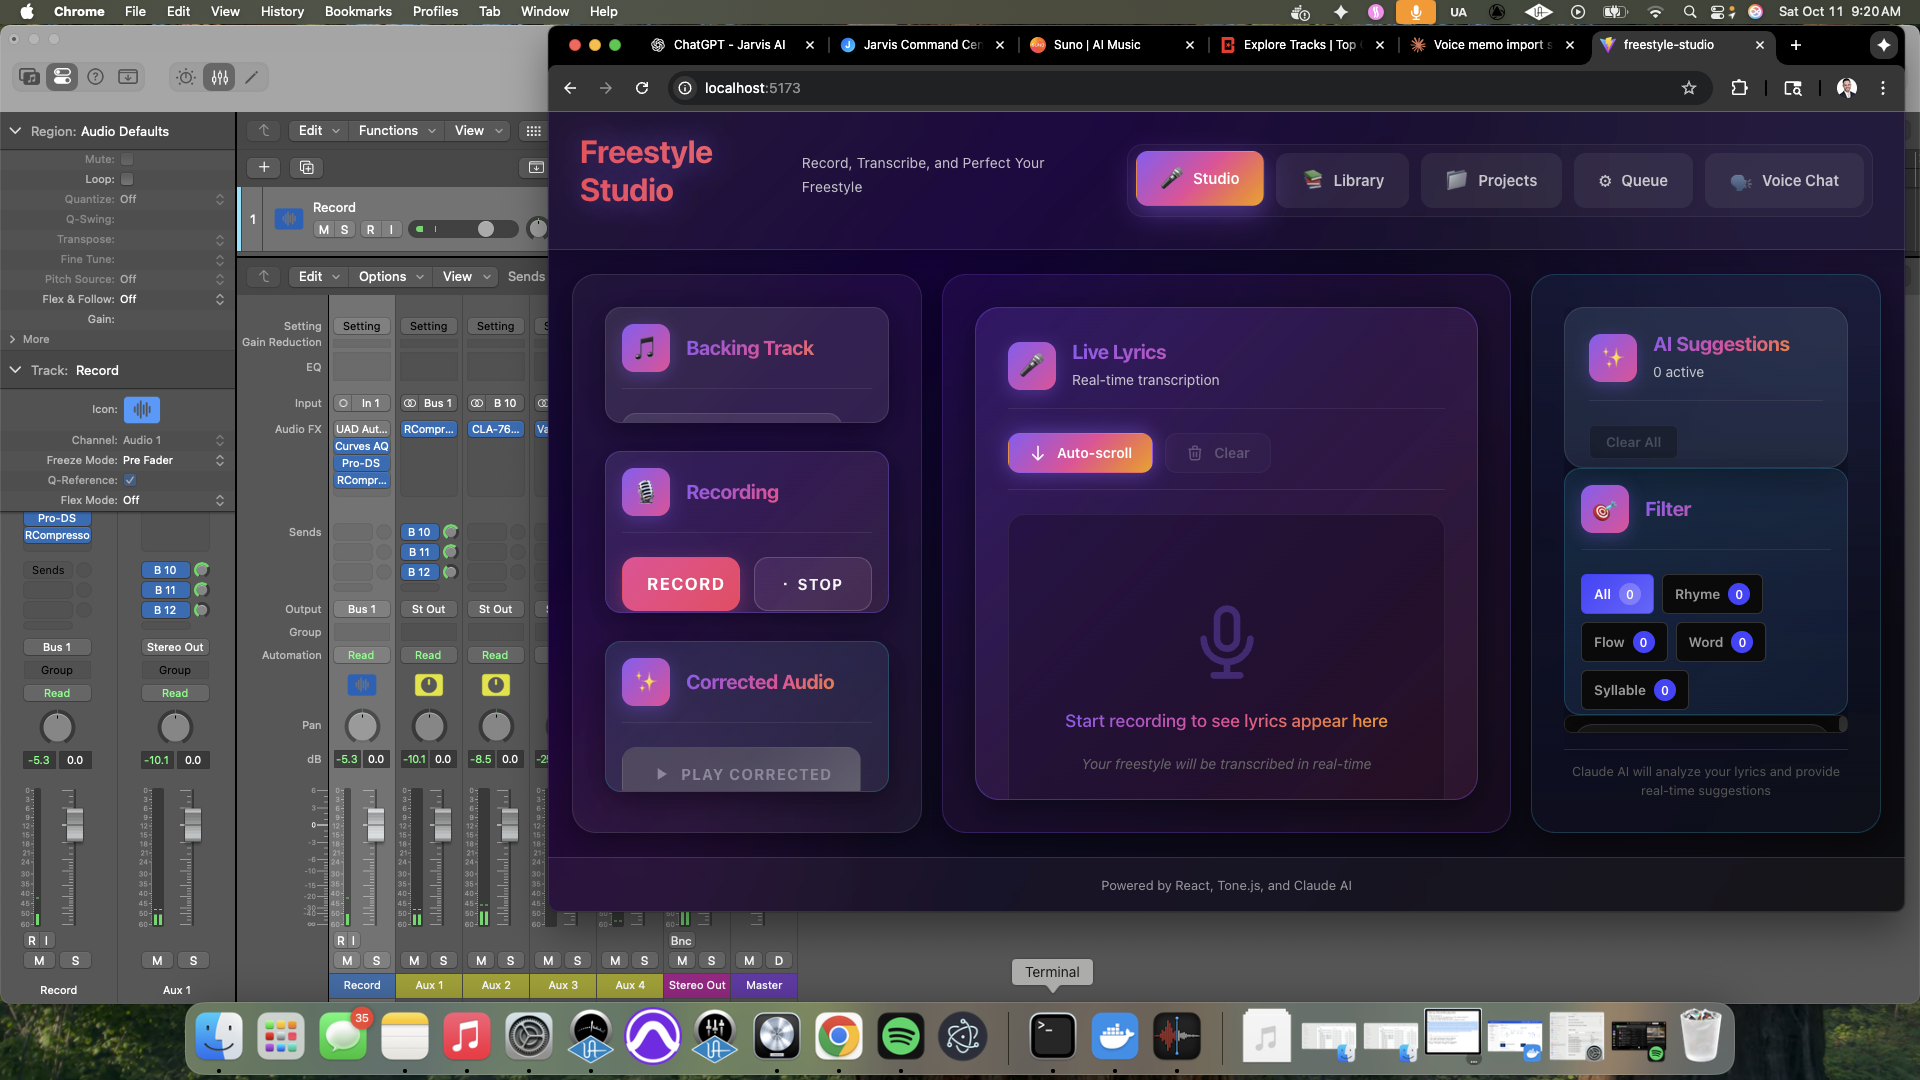 Chrome File Edit View History Bookmarks Profiles Tab Window Help
UA
Sat Oct 11 9:20 AM
ChatGPT - Jarvis AI
Jarvis Command Cen
Suno | AI Music
Explore Tracks | Top
Voice memo import s
freestyle-studio
localhost:5173
Region: Audio Defaults
Mute:
Loop:
Quantize: Off
Q-Swing:
Transpose:
Fine Tune:
Pitch Source: Off
Flex & Follow: Off
Gain:
More
Track: Record
Icon:
Channel: Audio 1
Freeze Mode: Pre Fader
Q-Reference:
Flex Mode: Off
Pro-DS
RCompresso
Sends
B 10
B 11
B 12
Bus 1
Stereo Out
Group
Group
Read
Read
-5.3 0.0
-10.1 0.0
R I
M S
M S
Record
Aux 1
Edit Functions View
1
Record
M S R I
Edit Options View Sends
Setting Setting Setting Setting
Gain Reduction
EQ
Input In 1 Bus 1 B 10
Audio FX UAD Aut... RCompr... CLA-76... Va
Curves AQ
Pro-DS
RCompr...
Sends B 10
B 11
B 12
Output Bus 1 St Out St Out
Group
Automation Read Read Read
Pan
dB -5.3 0.0 -10.1 0.0 -8.5 0.0
R I
Bnc
M S M S M S M S M S M S M D
Record Aux 1 Aux 2 Aux 3 Aux 4 Stereo Out Master
Freestyle
Studio
Record, Transcribe, and Perfect Your
Freestyle
Studio
Library
Projects
Queue
Voice Chat
Backing Track
Recording
RECORD
STOP
Corrected Audio
PLAY CORRECTED
Live Lyrics
Real-time transcription
Auto-scroll
Clear
Start recording to see lyrics appear here
Your freestyle will be transcribed in real-time
AI Suggestions
0 active
Clear All
Filter
All 0
Rhyme 0
Flow 0
Word 0
Syllable 0
Claude AI will analyze your lyrics and provide
real-time suggestions
Powered by React, Tone.js, and Claude AI
Terminal
35